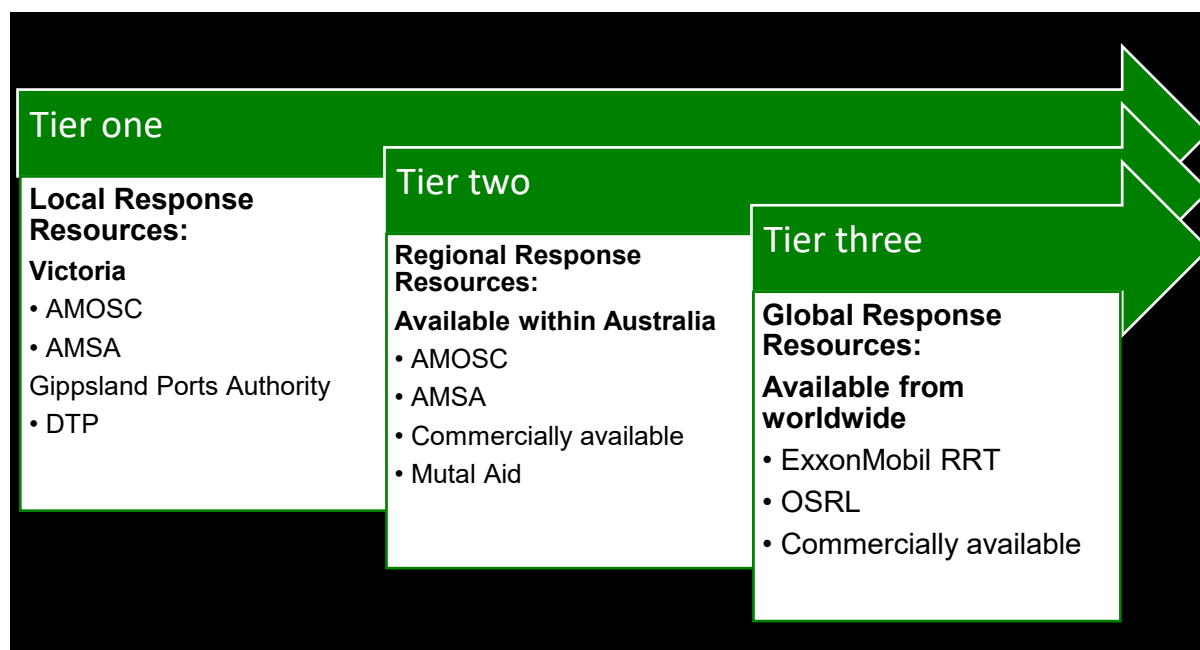 Tier one
Local Response
Resources:
Victoria
• AMOSC
• AMSA
Gippsland Ports Authority
• DTP
Tier two
Regional Response
Resources:
Available within Australia
• AMOSC
• AMSA
• Commercially available
• Mutal Aid
Tier three
Global Response
Resources:
Available from
worldwide
• ExxonMobil RRT
• OSRL
• Commercially available